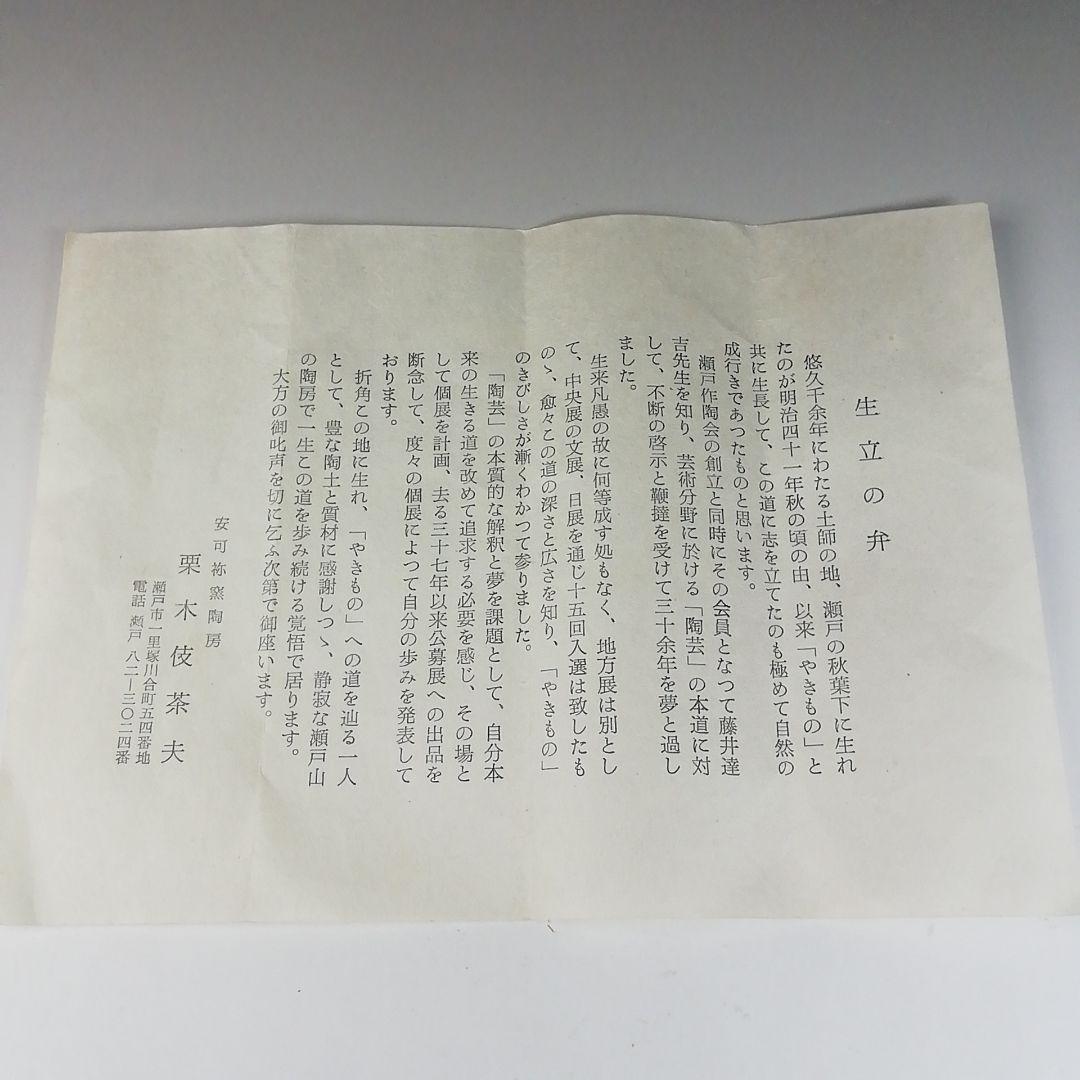 生立の弁
悠久千余年にわたる土師の地、瀬戸の秋葉下に生れ
たのが明治四十一年秋の頃の由、以来「やきもの」と
共に生長して、この道に志を立てたのも極めて自然の
成行きであつたものと思います。
瀬戸作陶会の創立と同時にその会員となつて藤井達
吉先生を知り、芸術分野に於ける「陶芸」の本道に対
して、不断の啓示と鞭撻を受けて三十余年を夢と過し
ました。
生来凡愚の故に何等成す処もなく、地方展は別とし
て、中央展の文展、日展を通じ十五回入選は致したも
のゝ、愈々この道の深さと広さを知り、「やきもの」
のきびしさが漸くわかつて参りました。
「陶芸」の本質的な解釈と夢を課題として、自分本
来の生きる道を改めて追求する必要を感じ、その場と
して個展を計画、去る三十七年以来公募展への出品を
断念して、度々の個展によつて自分の歩みを発表して
おります。
折角この地に生れ、「やきもの」への道を辿る一人
として、豊な陶土と質材に感謝しつゝ、静寂な瀬戸山
の陶房で一生この道を歩み続ける覚悟で居ります。
大方の御叱声を切に乞ふ次第で御座います。
安可祢窯陶房
栗木伎茶夫
瀬戸市一里塚川合町五四番地
電話 瀬戸 八二―三〇二四番